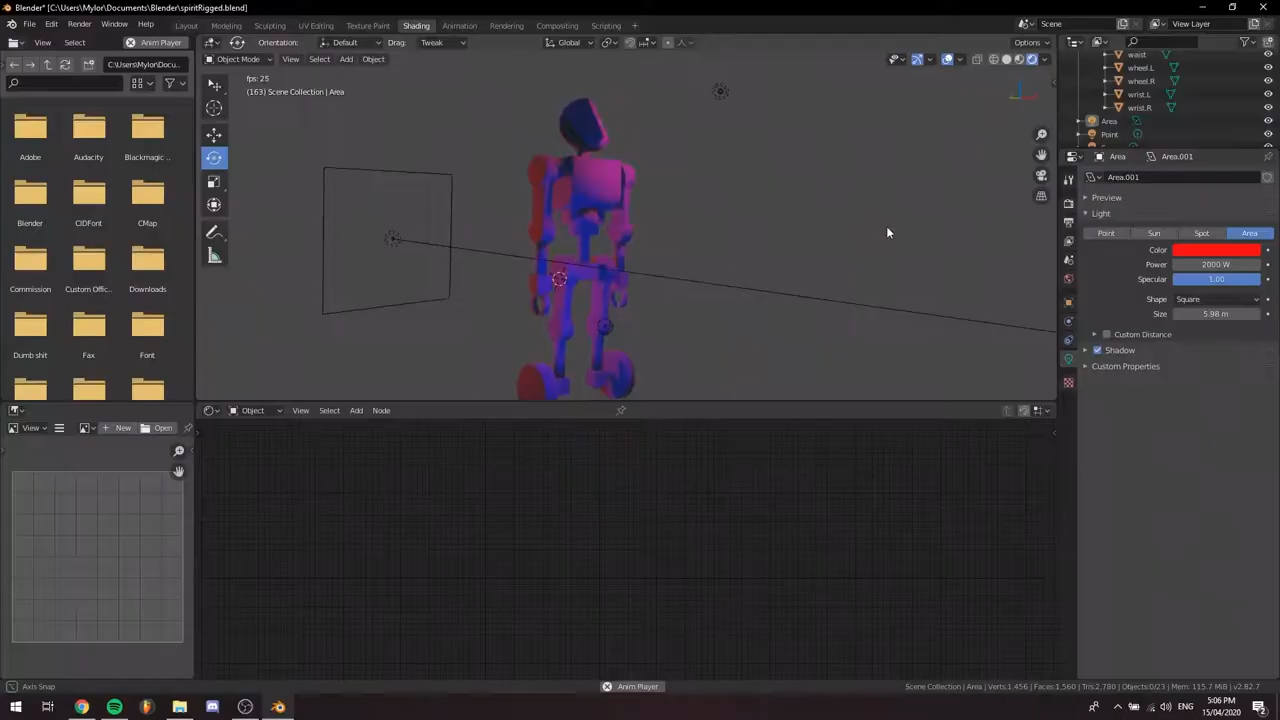 Blender* [C:\Users\Mylor\Documents\Blender\spiritRigged.blend]
File Edit Render Window Help Layout Modeling Sculpting UV Editing Texture Paint Shading Animation Rendering Compositing Scripting Scene View Layer
View Select Anim Player Orientation: Default Drag: Tweak Global Options
C:\Users\Mylor\Docu... Object Mode View Select Add Object
fps: 25
(163) Scene Collection | Area
waist
wheel.L
wheel.R
wrist.L
wrist.R
Area
Point
Adobe Audacity Blackmagic ..
Blender CIDFont CMap
Commission Custom Offic... Downloads
Dumb shit Fax Font
Area Area.001
Area.001
Preview
Light
Point Sun Spot Area
Color
Power 2000 W
Specular 1.00
Shape Square
Size 5.98 m
Custom Distance
Shadow
Custom Properties
Object View Select Add Node
View New Open
Axis Snap Anim Player Scene Collection | Area | Verts:1,456 | Faces:1,560 | Tris:2,780 | Objects:0/23 | Mem: 115.7 MiB | v2.82.7
ENG 5:06 PM 15/04/2020
2